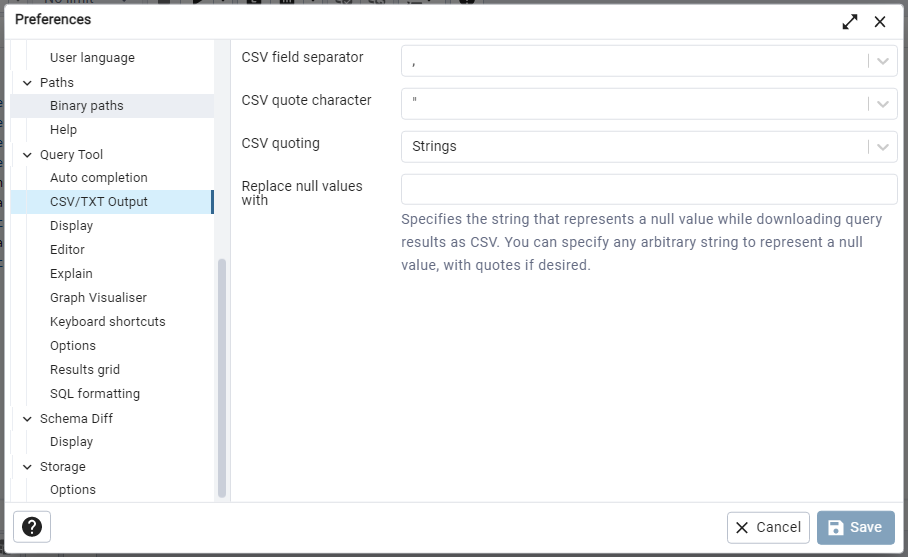 No limit
Preferences
User language
Paths
Binary paths
Help
Query Tool
Auto completion
CSV/TXT Output
Display
Editor
Explain
Graph Visualiser
Keyboard shortcuts
Options
Results grid
SQL formatting
Schema Diff
Display
Storage
Options
CSV field separator
,
CSV quote character
"
CSV quoting
Strings
Replace null values
with
Specifies the string that represents a null value while downloading query
results as CSV. You can specify any arbitrary string to represent a null
value, with quotes if desired.
?
Cancel
Save